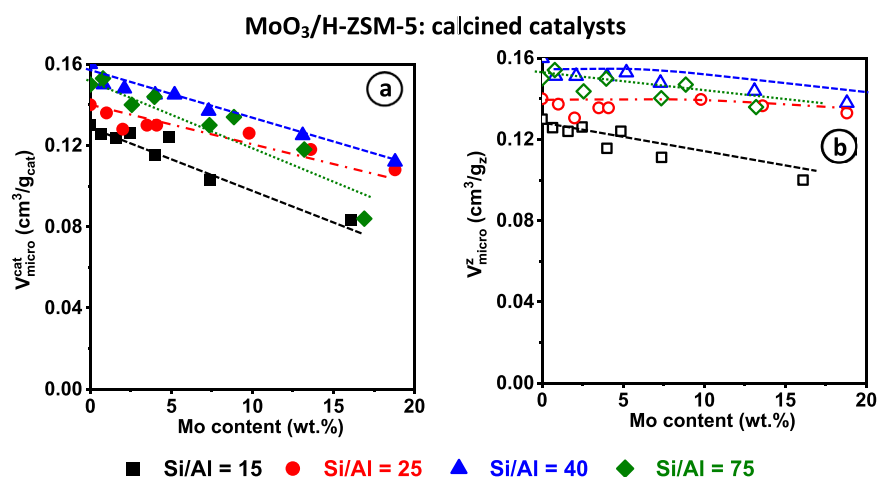 MoO₃/H-ZSM-5: calcined catalysts
V^cat_micro (cm³/g_cat)
0.16
0.12
0.08
0.04
0.00
a
0 5 10 15 20
Mo content (wt.%)
V^z_micro (cm³/g_z)
0.16
0.12
0.08
0.04
0.00
b
0 5 10 15 20
Mo content (wt.%)
Si/Al = 15 Si/Al = 25 Si/Al = 40 Si/Al = 75